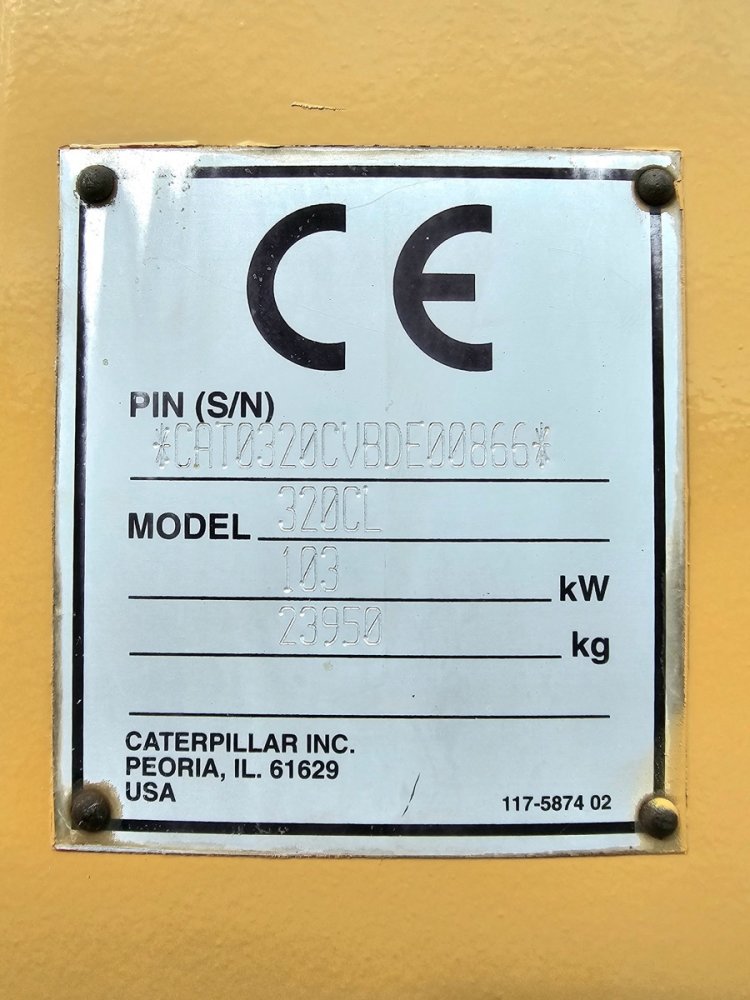 CE
PIN (S/N)
*CAT0320CVBDE00866*
MODEL 320CL
103 kW
23950 kg
CATERPILLAR INC.
PEORIA, IL. 61629
USA
117-5874 02